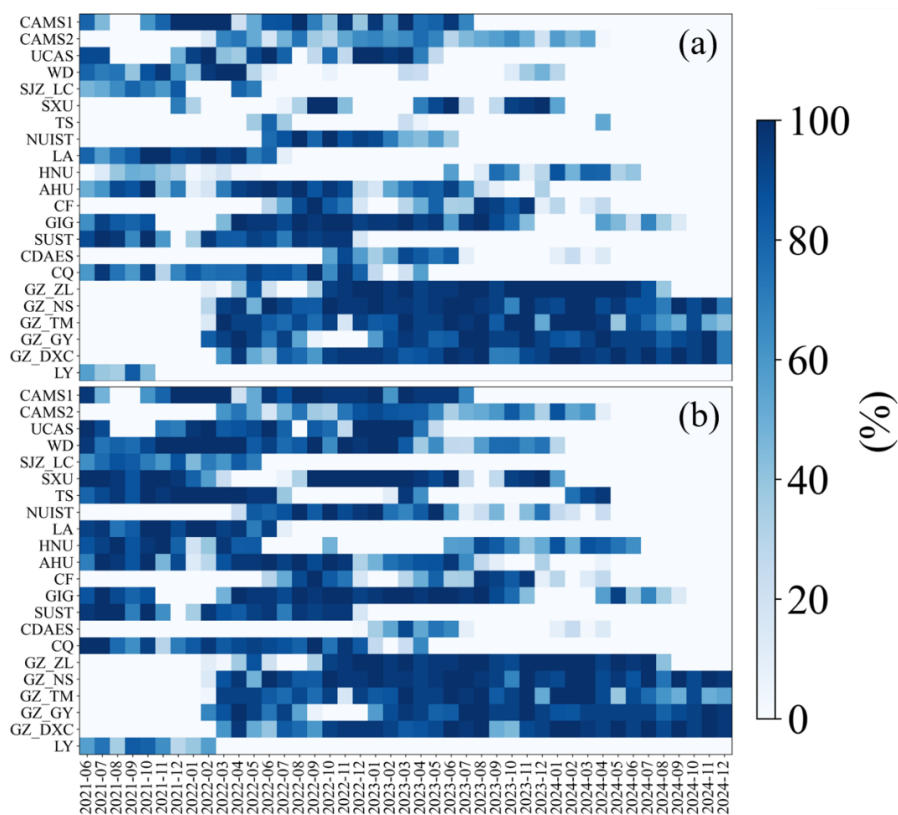 (a)
CAMS1
CAMS2
UCAS
WD
SJZ_LC
SXU
TS
NUIST
LA
HNU
AHU
CF
GIG
SUST
CDAES
CQ
GZ_ZL
GZ_NS
GZ_TM
GZ_GY
GZ_DXC
LY
(b)
CAMS1
CAMS2
UCAS
WD
SJZ_LC
SXU
TS
NUIST
LA
HNU
AHU
CF
GIG
SUST
CDAES
CQ
GZ_ZL
GZ_NS
GZ_TM
GZ_GY
GZ_DXC
LY
2021-06
2021-07
2021-08
2021-09
2021-10
2021-11
2021-12
2022-01
2022-02
2022-03
2022-04
2022-05
2022-06
2022-07
2022-08
2022-09
2022-10
2022-11
2022-12
2023-01
2023-02
2023-03
2023-04
2023-05
2023-06
2023-07
2023-08
2023-09
2023-10
2023-11
2023-12
2024-01
2024-02
2024-03
2024-04
2024-05
2024-06
2024-07
2024-08
2024-09
2024-10
2024-11
2024-12
100
80
60
40
20
0
(%)